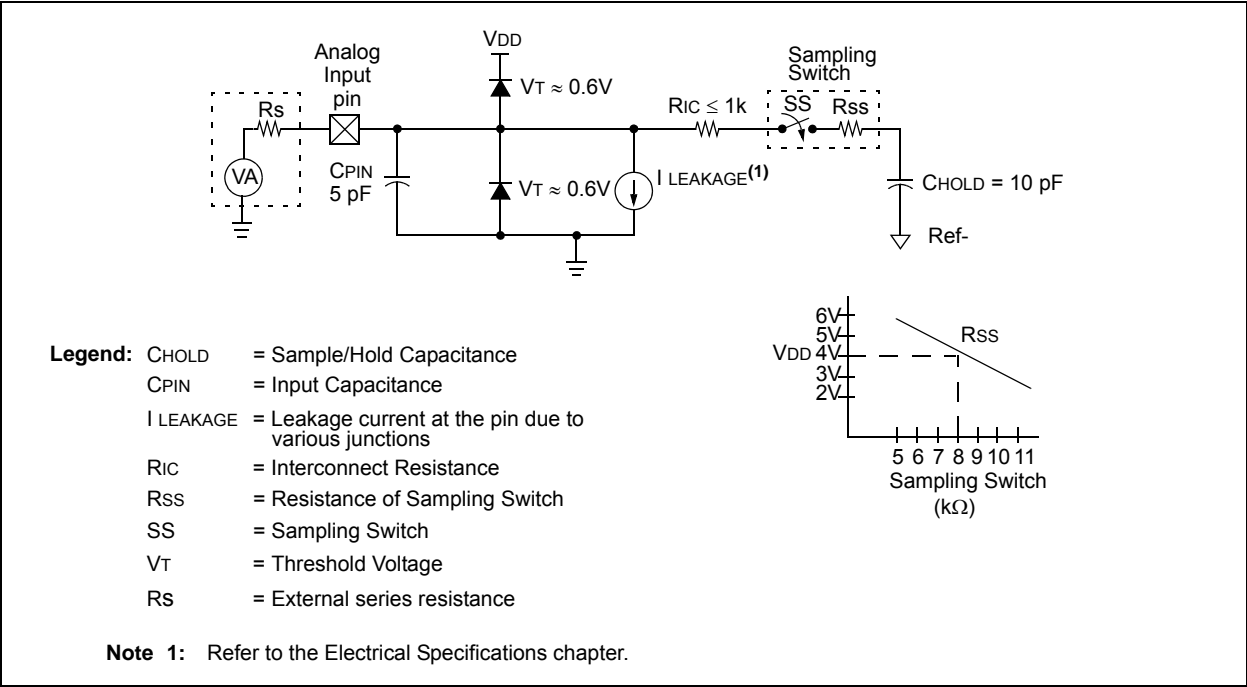 Analog
Input
pin
VDD
VT ≈ 0.6V
Sampling
Switch
Rs
RIC ≤ 1k
SS
Rss
VA
CPIN
5 pF
VT ≈ 0.6V
I LEAKAGE(1)
CHOLD = 10 pF
Ref-
6V
5V
VDD 4V
3V
2V
RSS
5 6 7 8 9 10 11
Sampling Switch
(kΩ)
Legend: CHOLD = Sample/Hold Capacitance
CPIN = Input Capacitance
I LEAKAGE = Leakage current at the pin due to
various junctions
RIC = Interconnect Resistance
RSS = Resistance of Sampling Switch
SS = Sampling Switch
VT = Threshold Voltage
Rs = External series resistance
Note 1: Refer to the Electrical Specifications chapter.